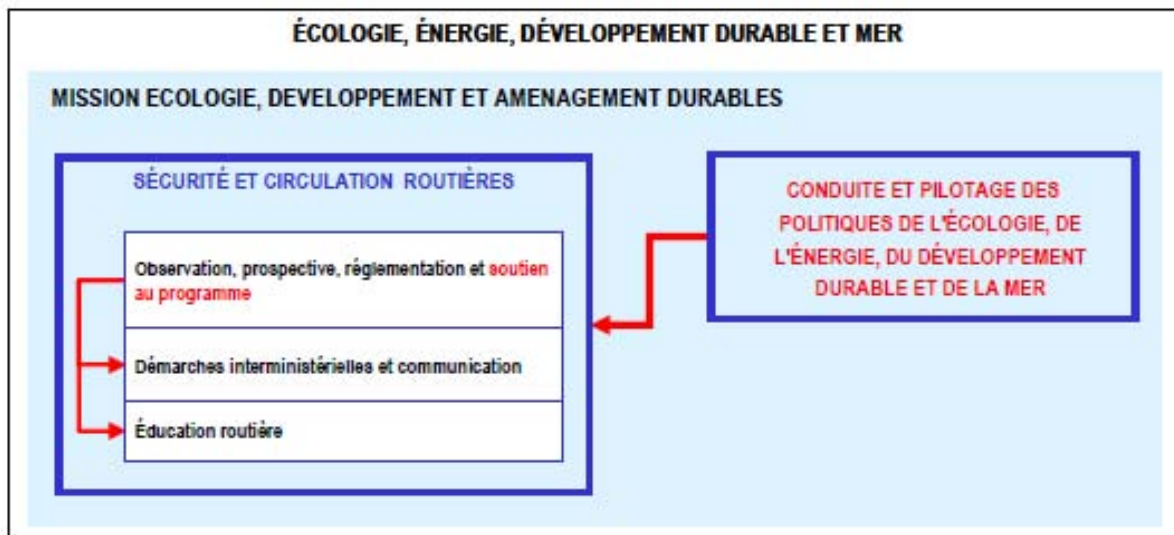 ÉCOLOGIE, ÉNERGIE, DÉVELOPPEMENT DURABLE ET MER
MISSION ECOLOGIE, DEVELOPPEMENT ET AMENAGEMENT DURABLES
SÉCURITÉ ET CIRCULATION ROUTIÈRES
Observation, prospective, réglementation et soutien
au programme
Démarches interministérielles et communication
Éducation routière
CONDUITE ET PILOTAGE DES
POLITIQUES DE L'ÉCOLOGIE, DE
L'ÉNERGIE, DU DÉVELOPPEMENT
DURABLE ET DE LA MER